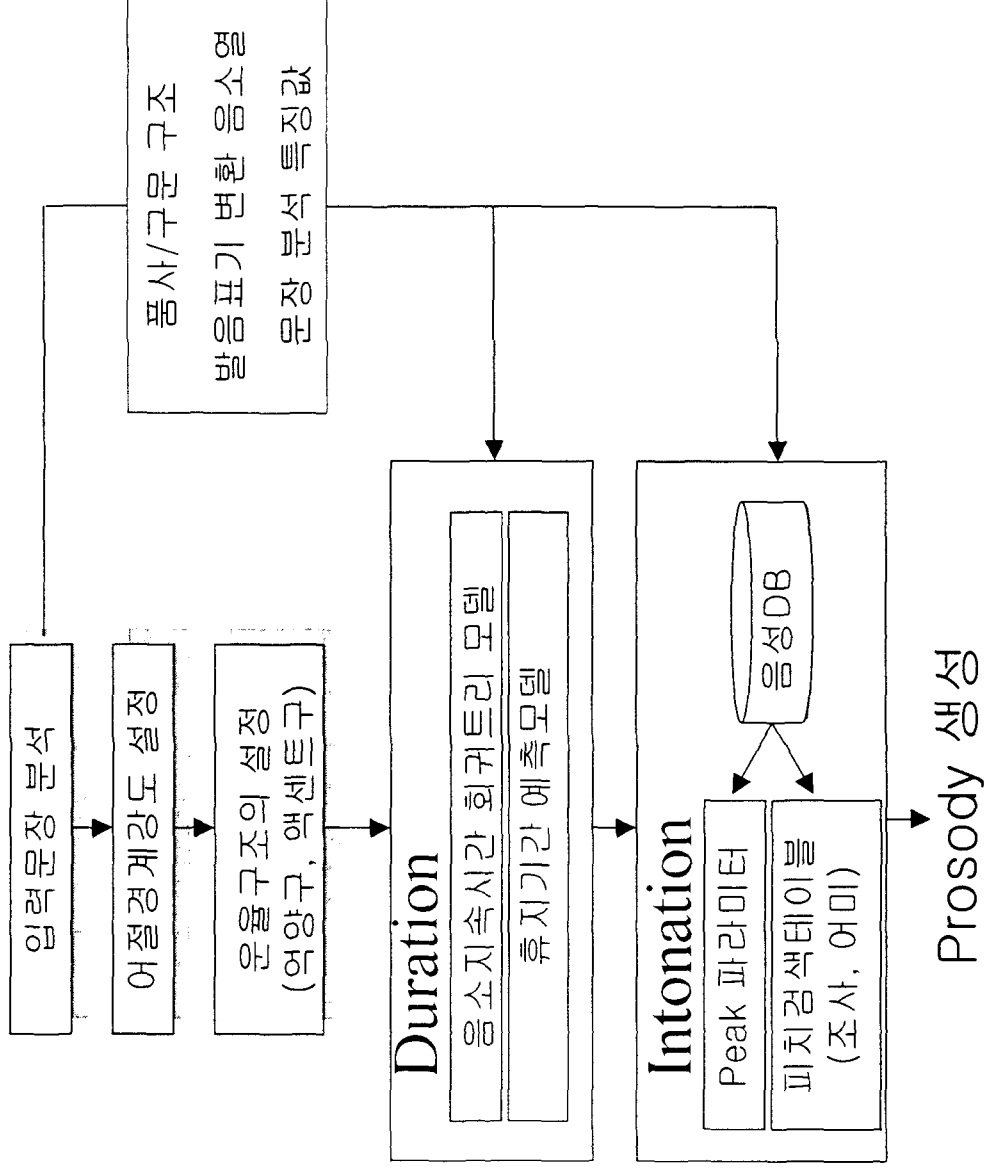 입력문장 분석
어절경계강도 설정
운율구조의 설정
(억양구, 액센트구)
품사/구문 구조
발음표기 변환 음소열
문장 분석 특징값
Duration
음소지속시간 회귀트리 모델
휴지기간 예측모델
Intonation
Peak 파라미터
피치검색테이블
(조사, 어미)
음성DB
Prosody 생성